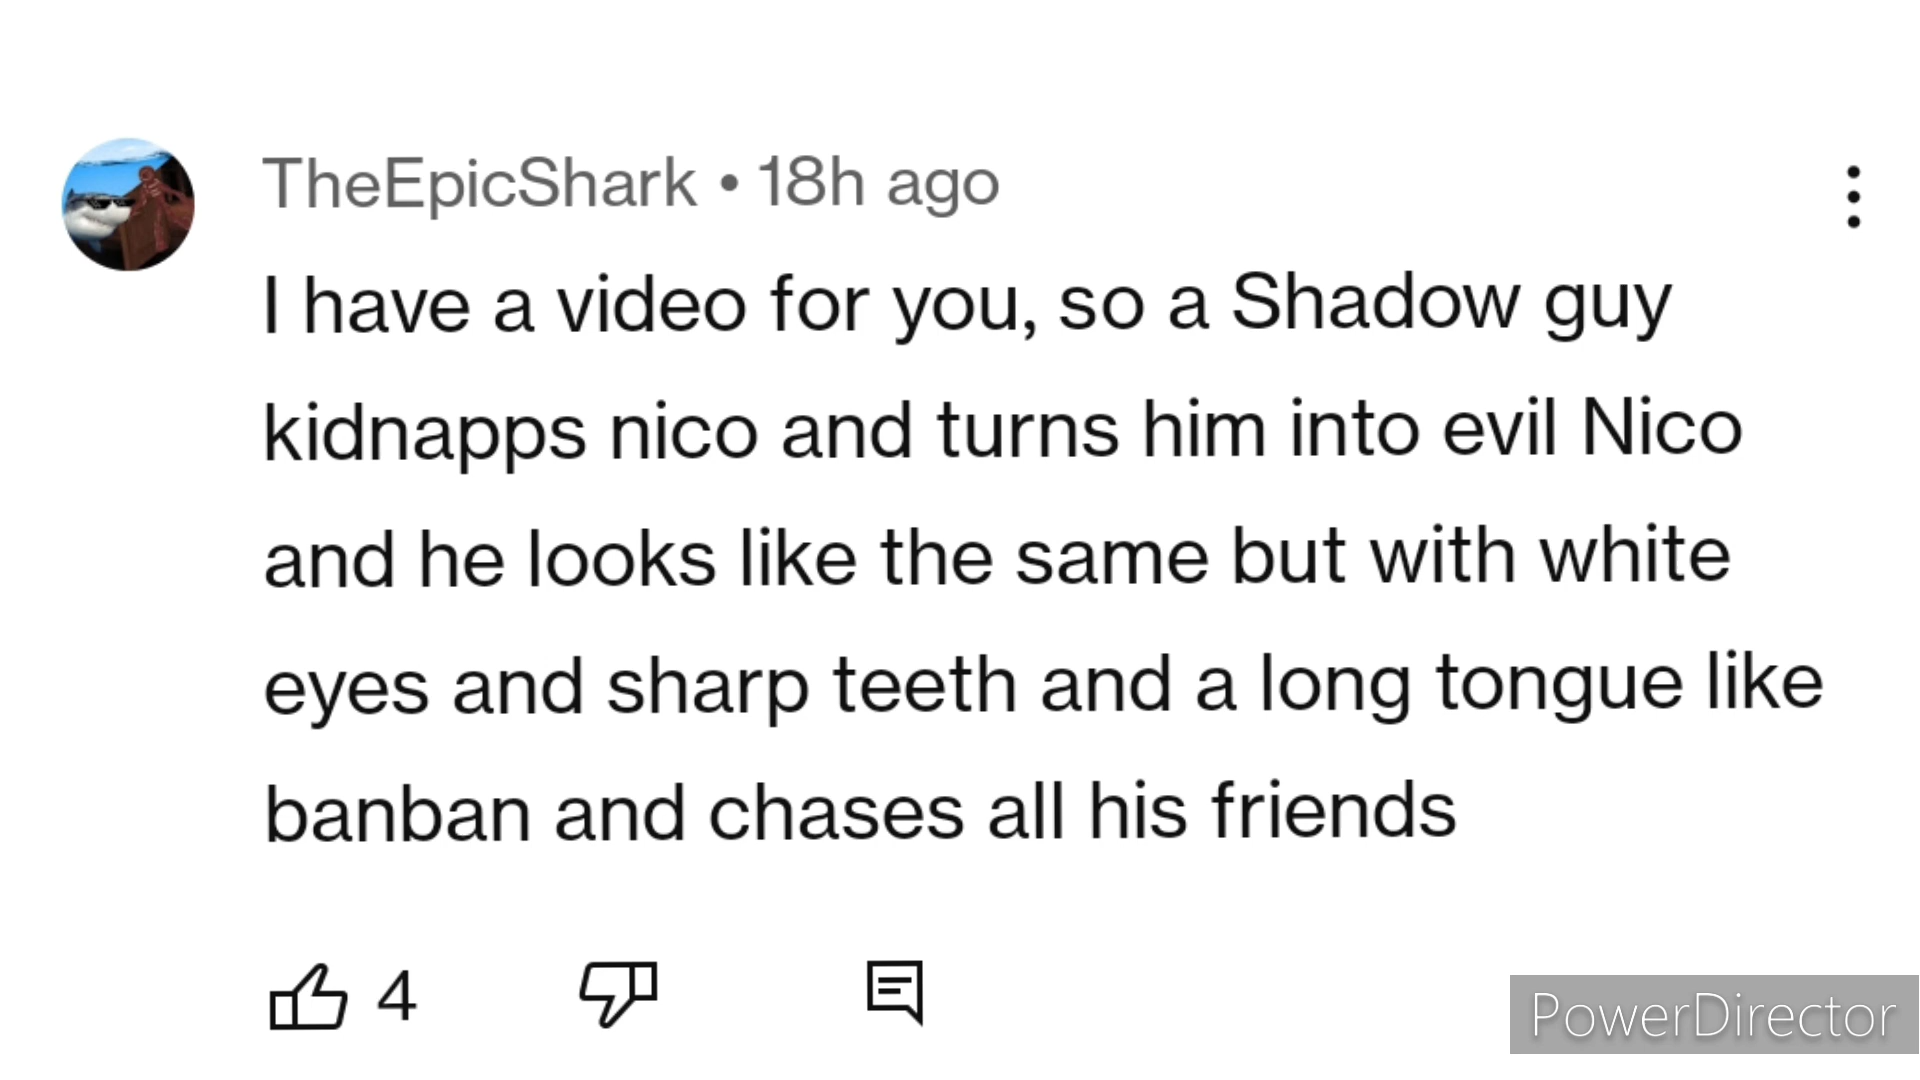 TheEpicShark • 18h ago
I have a video for you, so a Shadow guy
kidnapps nico and turns him into evil Nico
and he looks like the same but with white
eyes and sharp teeth and a long tongue like
banban and chases all his friends
4
PowerDirector